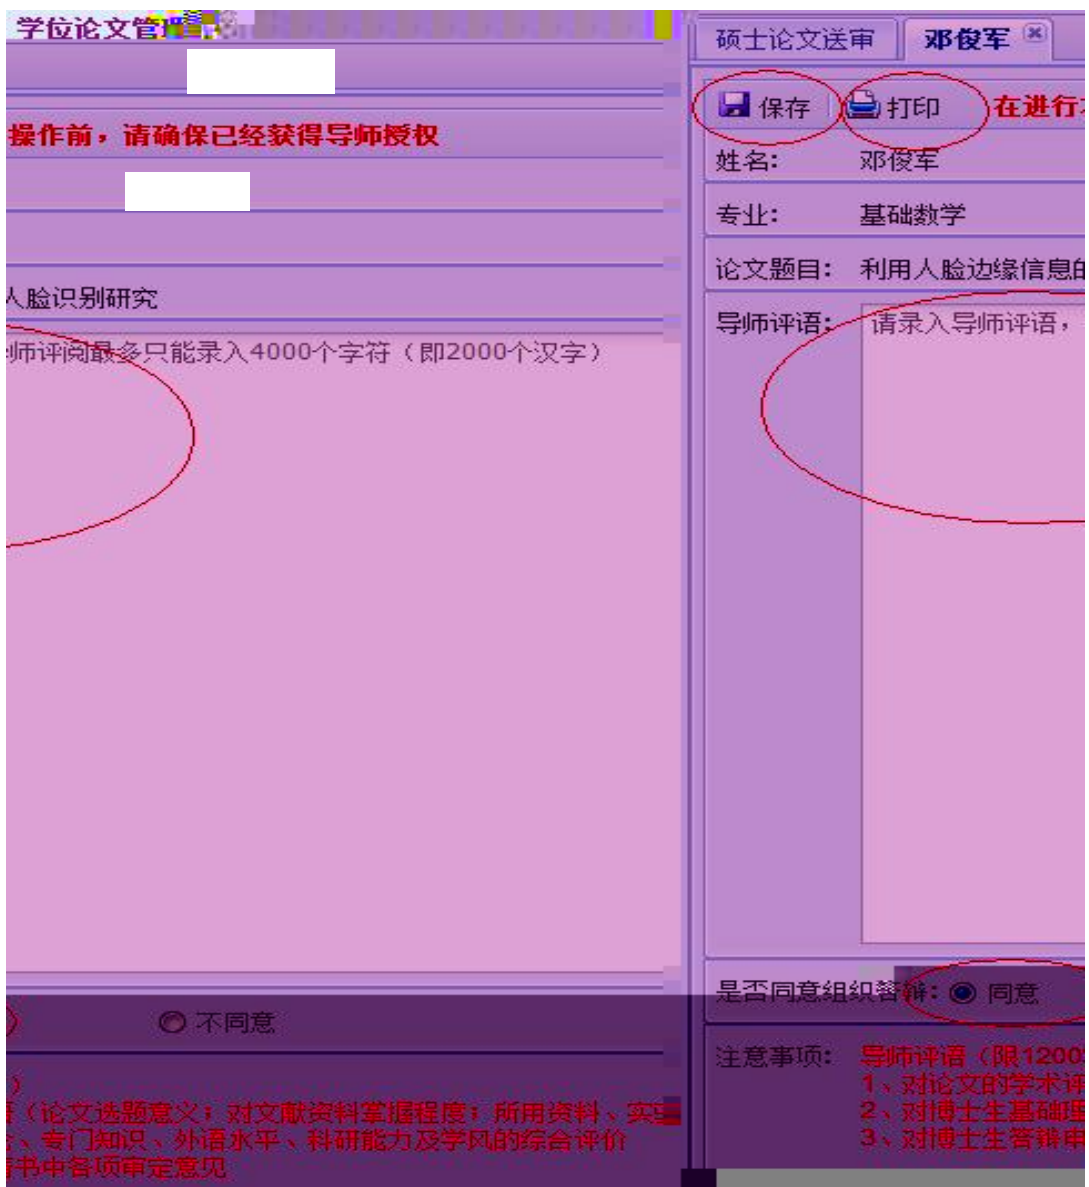 学位论文管理
操作前，请确保已经获得导师授权
人脸识别研究
师评阅最多只能录入4000个字符（即2000个汉字）
不同意
）
（论文选题意义；对文献资料掌握程度；所用资料、实
、专门知识、外语水平、科研能力及学风的综合评价
书中各项审定意见
硕士论文送审 邓俊军
保存 打印 在进行
姓名： 邓俊军
专业： 基础数学
论文题目： 利用人脸边缘信息的
导师评语： 请录入导师评语，
是否同意组织答辩： 同意
注意事项： 导师评语（限1200
1、对论文的学术评
2、对博士生基础理
3、对博士生答辩申